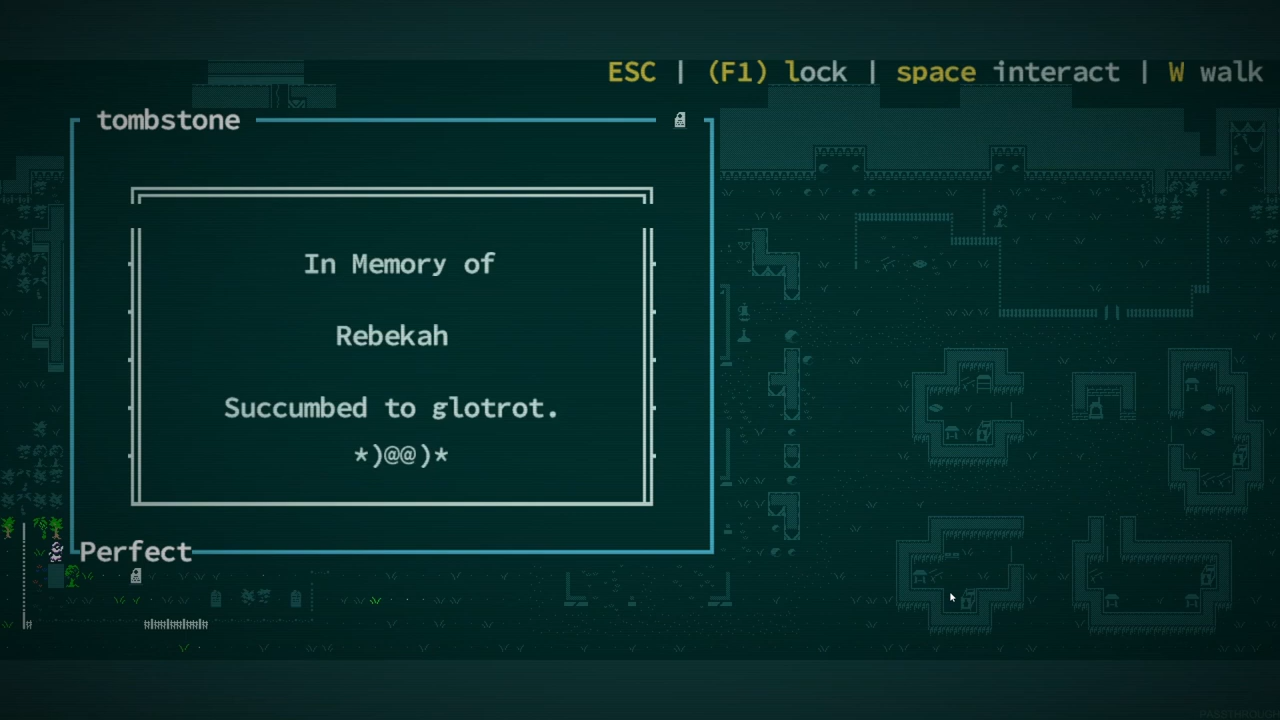 ESC | (F1) lock | space interact | W walk
tombstone
In Memory of
Rebekah
Succumbed to glotrot.
*)@@)*
Perfect